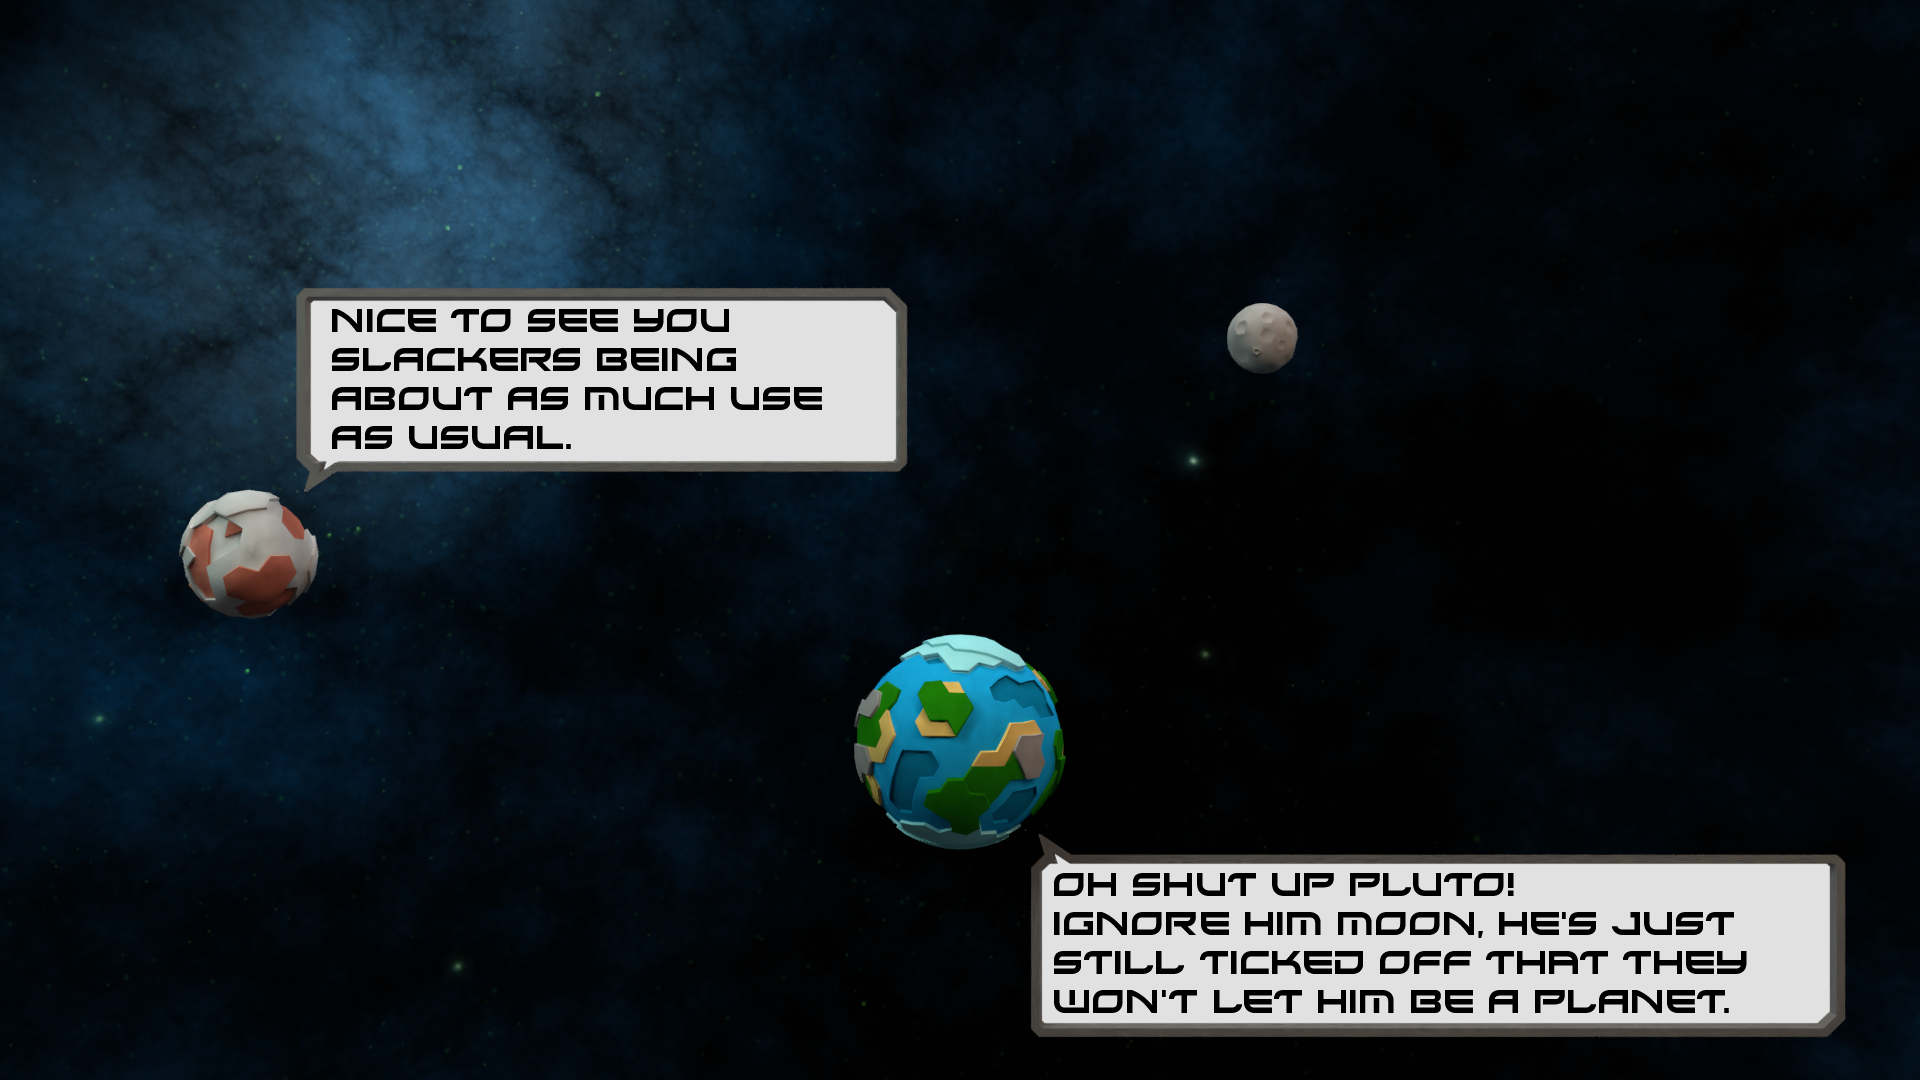 NICE TO SEE YOU
SLACKERS BEING
ABOUT AS MUCH USE
AS USUAL.
OH SHUT UP PLUTO!
IGNORE HIM MOON, HE'S JUST
STILL TICKED OFF THAT THEY
WON'T LET HIM BE A PLANET.